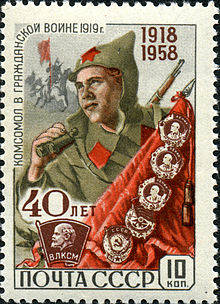 КОМСОМОЛ В ГРАЖДАНСКОЙ ВОЙНЕ 1919 г.
1918
1958
40 ЛЕТ
ВЛКСМ
ПОЧТА СССР
10
КОП.